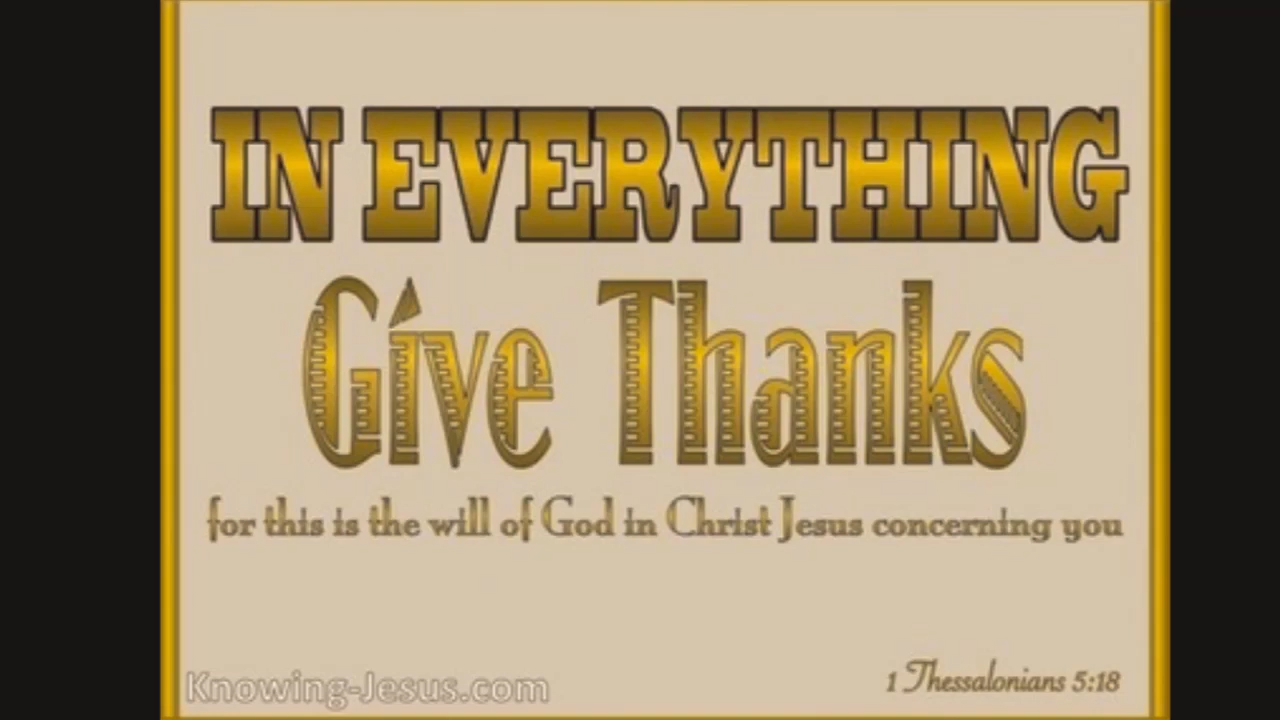 IN EVERYTHING
Give Thanks
for this is the will of God in Christ Jesus concerning you
Knowing-Jesus.com
1 Thessalonians 5:18